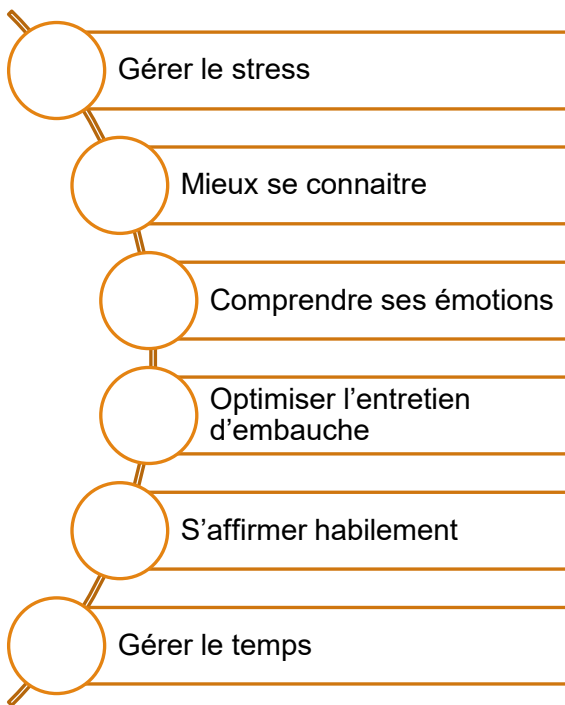 Gérer le stress
Mieux se connaitre
Comprendre ses émotions
Optimiser l’entretien
d’embauche
S’affirmer habilement
Gérer le temps